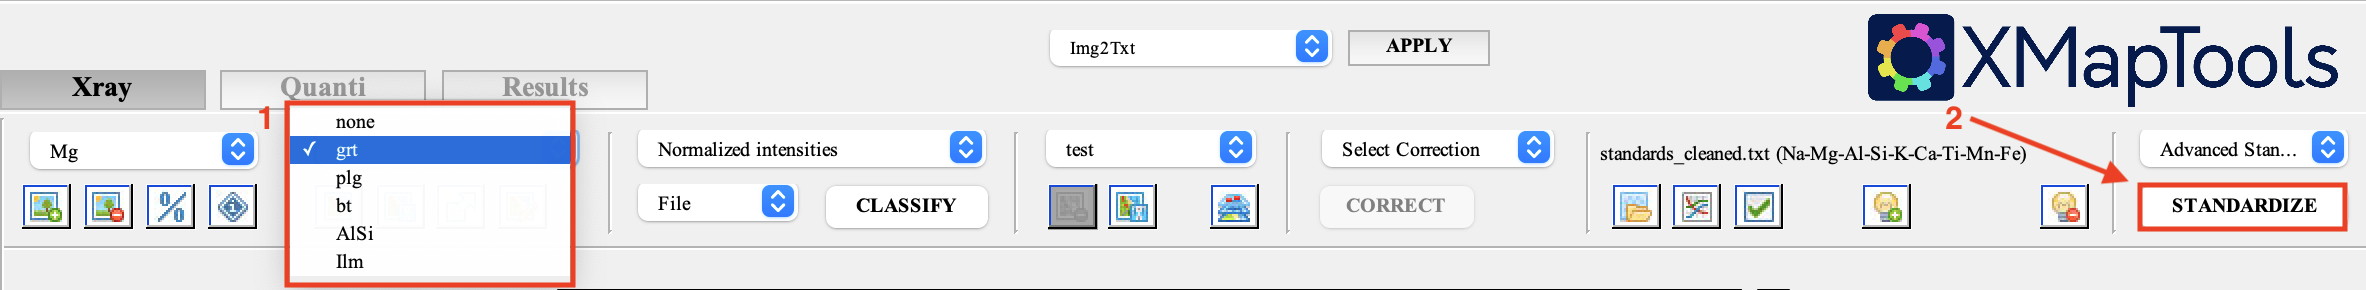 Img2Txt
APPLY
XMapTools
Xray
Quanti
Results
1
2
Mg
none
✓ grt
plg
bt
AlSi
Ilm
Normalized intensities
File
CLASSIFY
test
Select Correction
CORRECT
standards_cleaned.txt (Na-Mg-Al-Si-K-Ca-Ti-Mn-Fe)
Advanced Stan...
STANDARDIZE